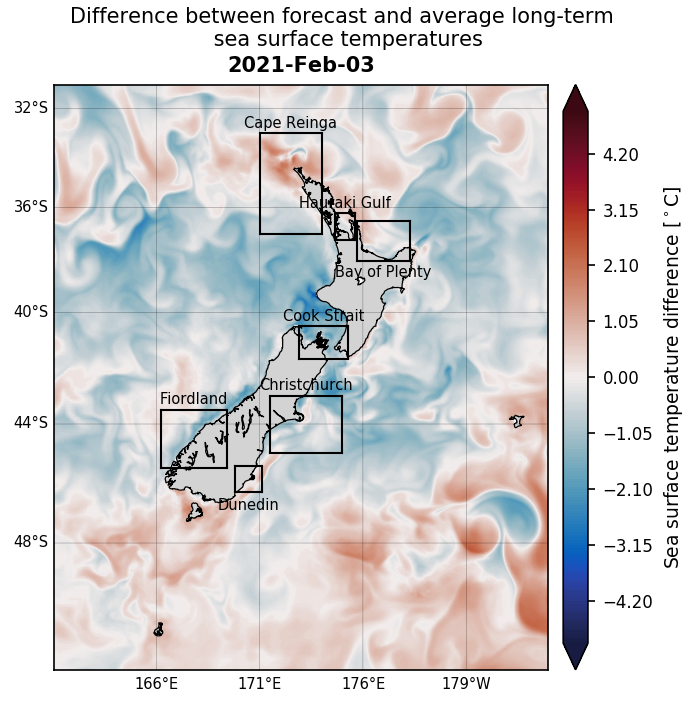 Difference between forecast and average long-term
sea surface temperatures
2021-Feb-03
32°S
36°S
40°S
44°S
48°S
Cape Reinga
Hauraki Gulf
Bay of Plenty
Cook Strait
Christchurch
Fiordland
Dunedin
166°E
171°E
176°E
179°W
4.20
3.15
2.10
1.05
0.00
−1.05
−2.10
−3.15
−4.20
Sea surface temperature difference [°C]